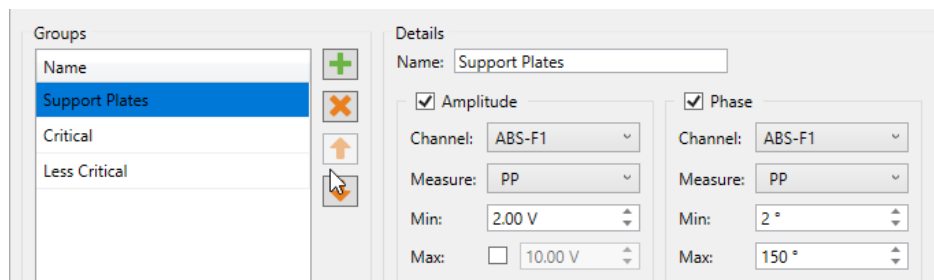 Groups
Name
Support Plates
Critical
Less Critical
Details
Name: Support Plates
Amplitude
Channel: ABS-F1
Measure: PP
Min: 2.00 V
Max: 10.00 V
Phase
Channel: ABS-F1
Measure: PP
Min: 2 °
Max: 150 °